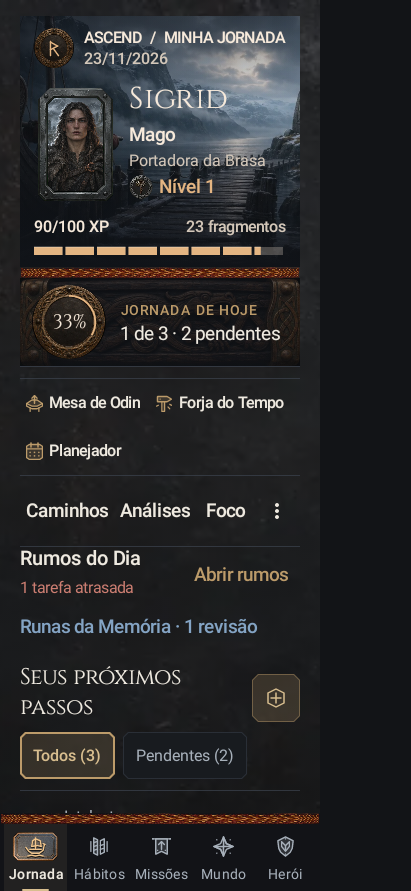 ASCEND / MINHA JORNADA
23/11/2026
Sigrid
Mago
Portadora da Brasa
Nível 1
90/100 XP 23 fragmentos
33%
JORNADA DE HOJE
1 de 3 · 2 pendentes
Mesa de Odin Forja do Tempo
Planejador
Caminhos Análises Foco
Rumos do Dia
1 tarefa atrasada
Abrir rumos
Runas da Memória · 1 revisão
Seus próximos
passos
Todos (3) Pendentes (2)
Jornada Hábitos Missões Mundo Herói